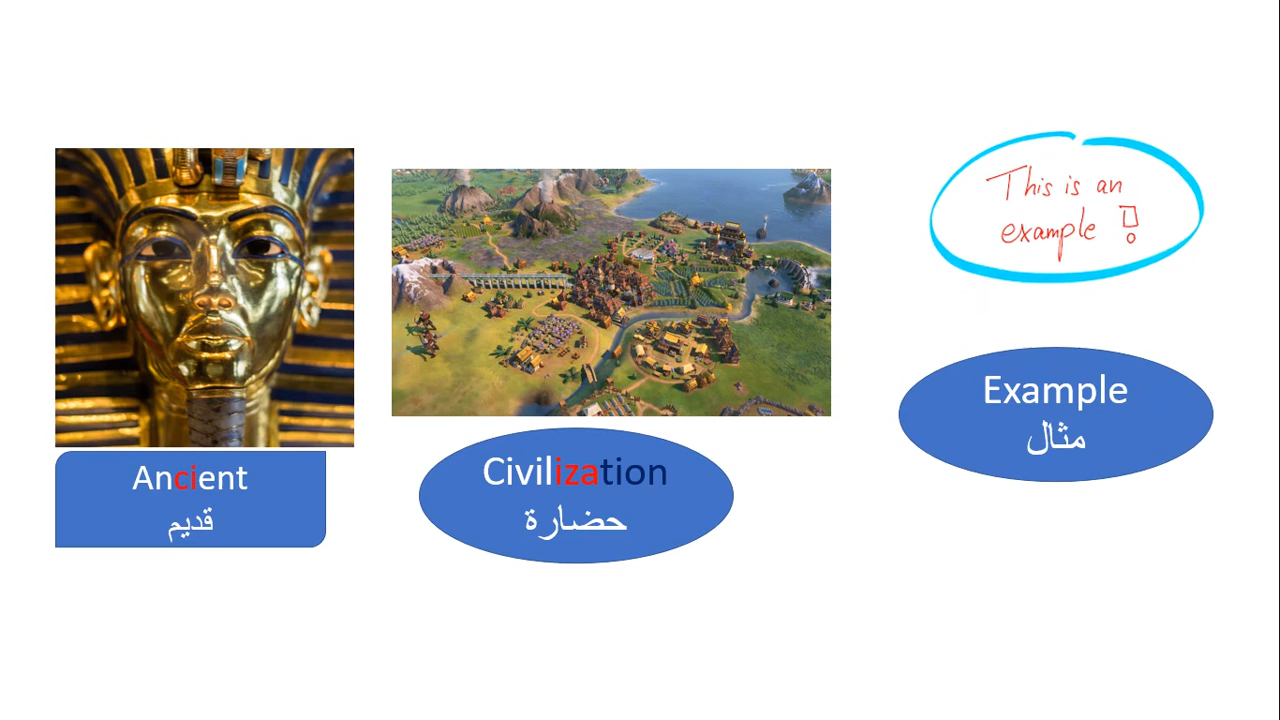 Ancient
قديم
Civilization
حضارة
This is an
example !
Example
مثال